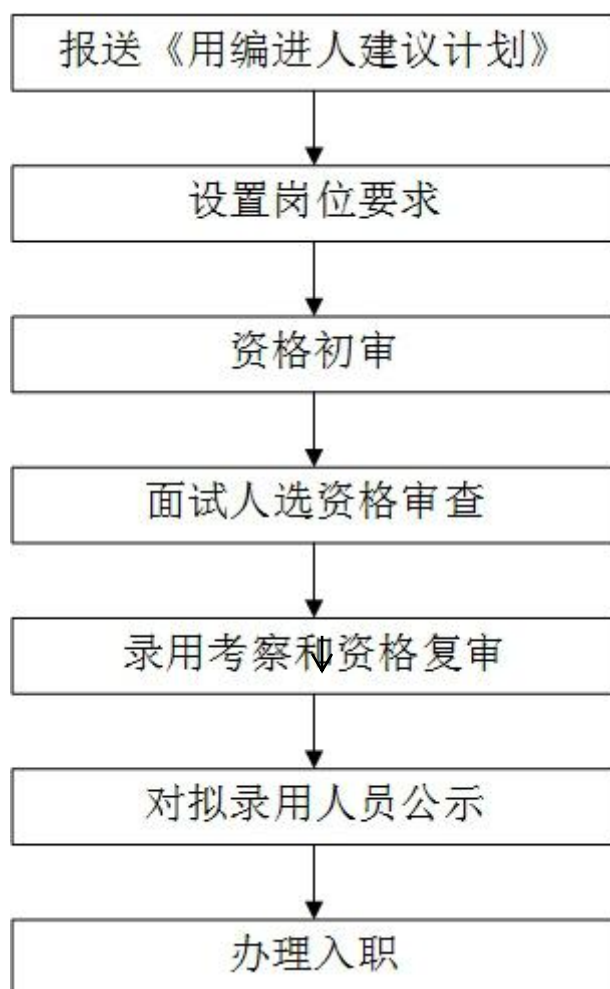 报送《用编进人建议计划》
设置岗位要求
资格初审
面试人选资格审查
录用考察和资格复审
对拟录用人员公示
办理入职